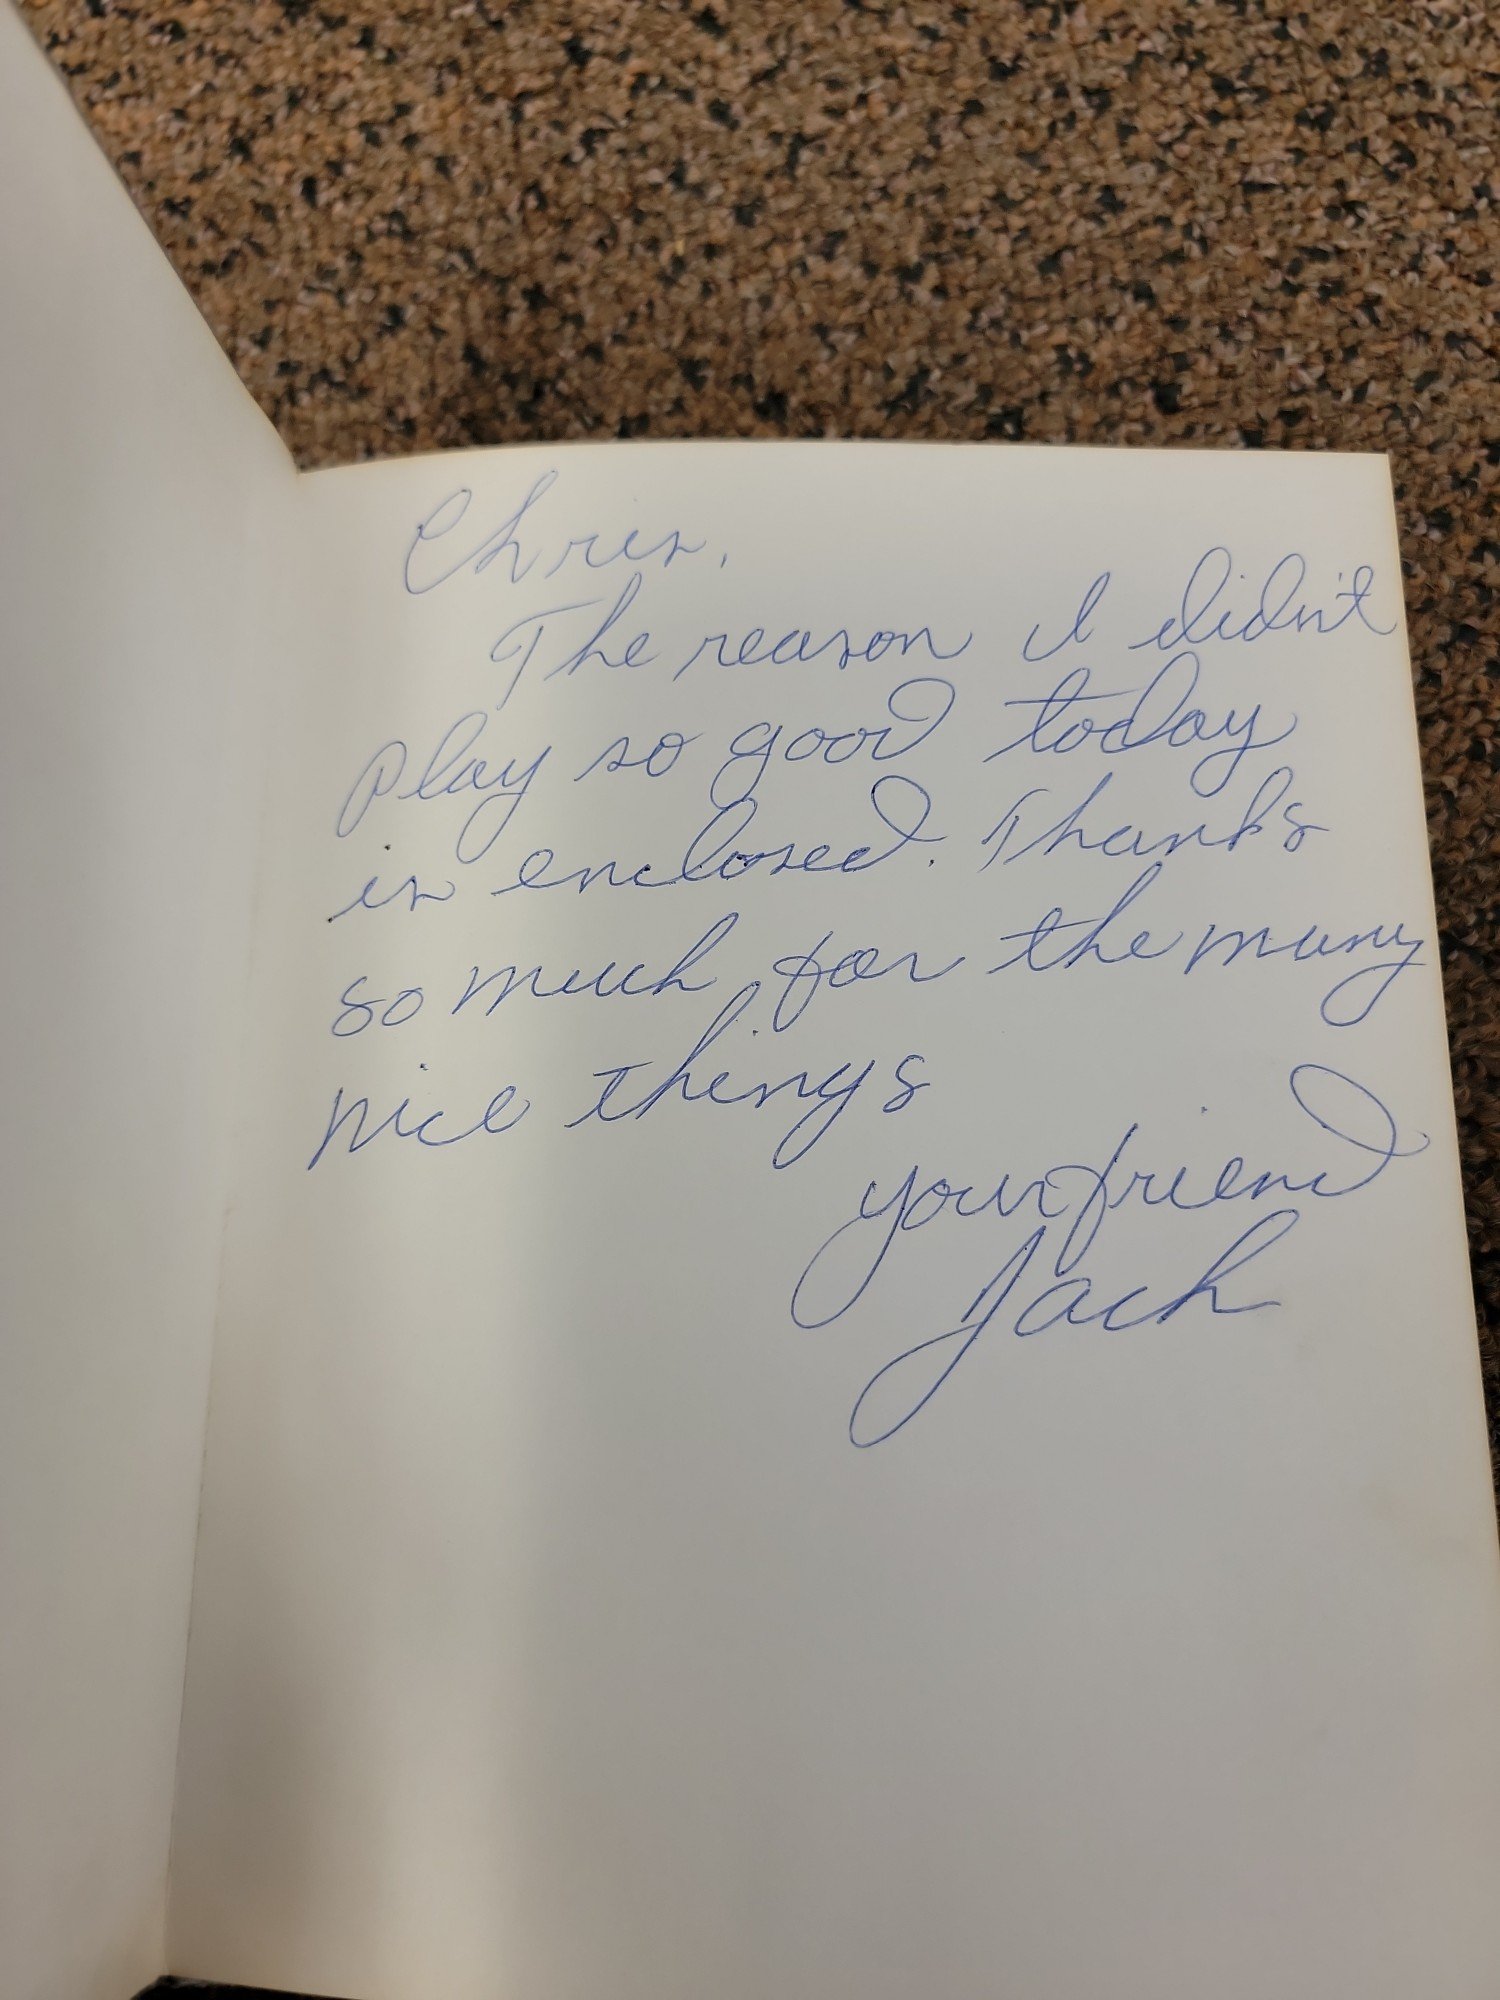 Chris,
The reason I didn't
play so good today
is enclosed. Thanks
so much for the many
nice things
your friend
Jack